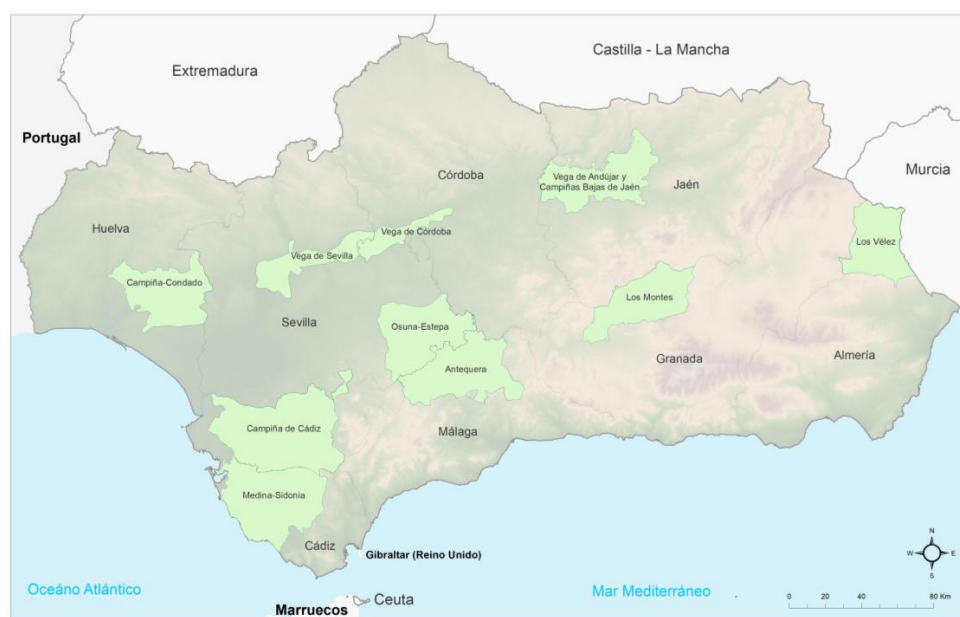 Castilla - La Mancha
Extremadura
Portugal
Murcia
Córdoba
Vega de Andújar y
Campiñas Bajas de Jaén
Jaén
Huelva
Vega de Córdoba
Los Vélez
Vega de Sevilla
Campiña-Condado
Los Montes
Sevilla
Osuna-Estepa
Granada
Almería
Antequera
Campiña de Cádiz
Málaga
Medina-Sidonia
Cádiz
Gibraltar (Reino Unido)
N
W
E
S
Oceáno Atlántico
Mar Mediterráneo
Marruecos
Ceuta
0 20 40 80 Km